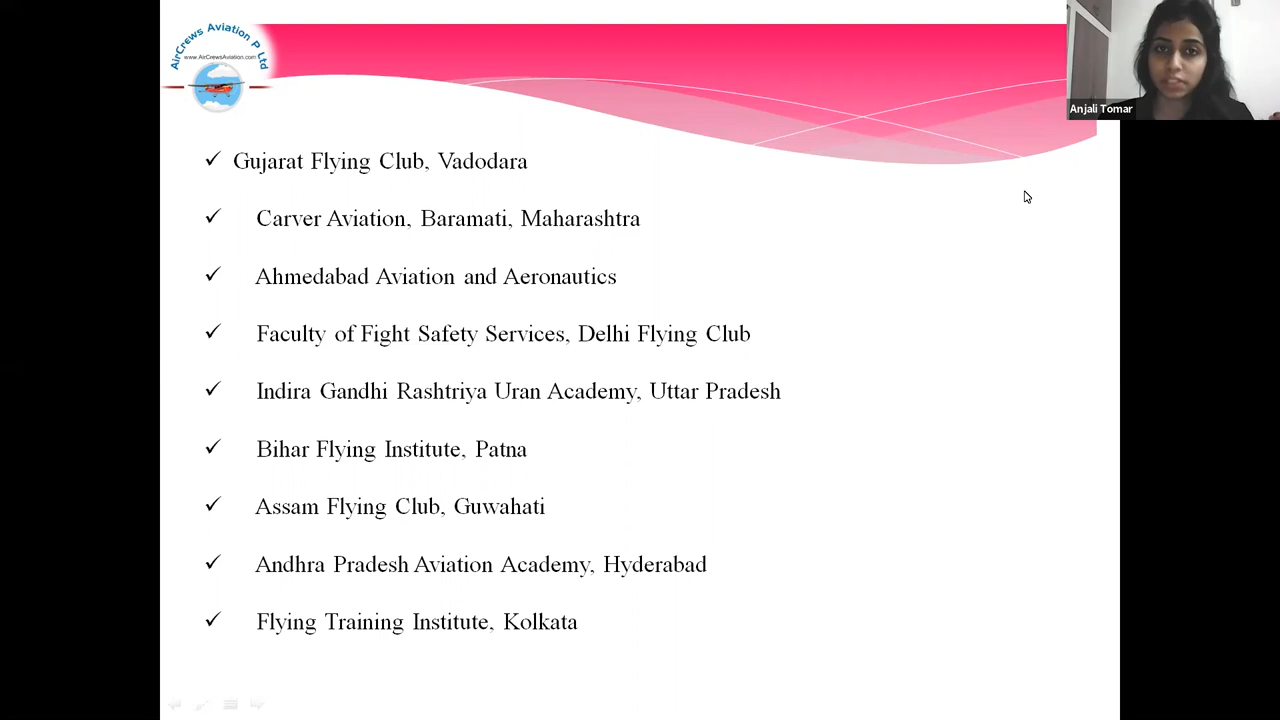 AirCrews Aviation P Ltd
www.AirCrewsAviation.com
Anjali Tomar
✓ Gujarat Flying Club, Vadodara
✓ Carver Aviation, Baramati, Maharashtra
✓ Ahmedabad Aviation and Aeronautics
✓ Faculty of Fight Safety Services, Delhi Flying Club
✓ Indira Gandhi Rashtriya Uran Academy, Uttar Pradesh
✓ Bihar Flying Institute, Patna
✓ Assam Flying Club, Guwahati
✓ Andhra Pradesh Aviation Academy, Hyderabad
✓ Flying Training Institute, Kolkata